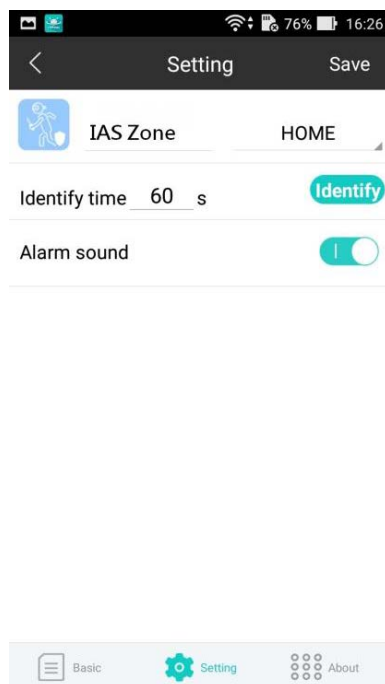 76% 16:26
Setting Save
IAS Zone HOME
Identify time 60 s Identify
Alarm sound
Basic Setting About